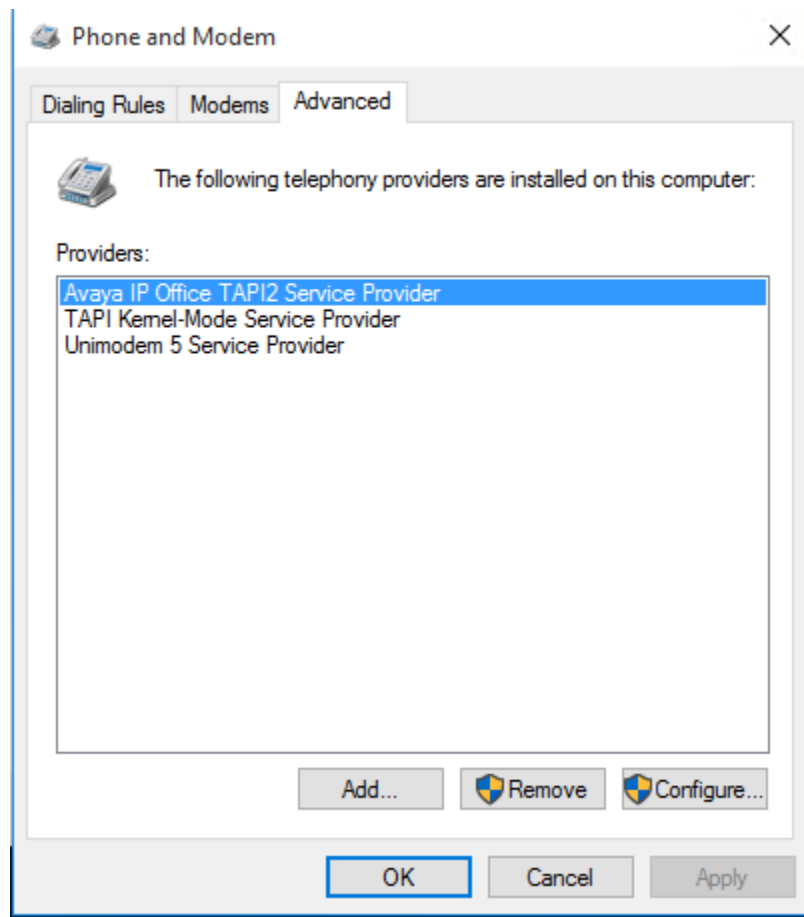 Phone and Modem
Dialing Rules Modems Advanced
The following telephony providers are installed on this computer:
Providers:
Avaya IP Office TAPI2 Service Provider
TAPI Kernel-Mode Service Provider
Unimodem 5 Service Provider
Add... Remove Configure...
OK Cancel Apply